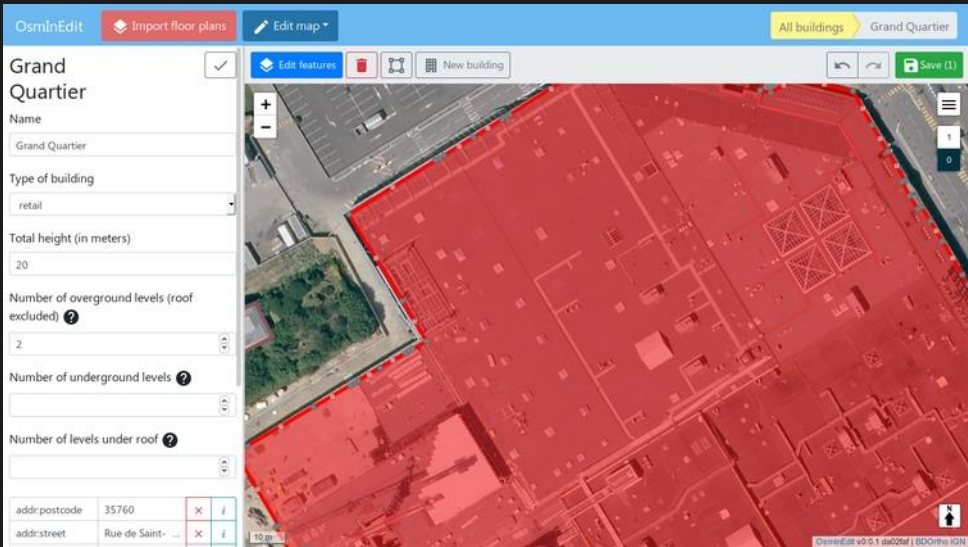 OsmInEdit
Import floor plans
Edit map
All buildings
Grand Quartier
Grand
Quartier
Edit features
New building
Save (1)
Name
Grand Quartier
Type of building
retail
Total height (in meters)
20
Number of overground levels (roof
excluded) ?
2
Number of underground levels ?
Number of levels under roof ?
addr:postcode 35760 × i
addr:street Rue de Saint- ... × i
+
−
1
0
10 m
N
OsmInEdit v0.0.1 da02faf | BDOrtho IGN